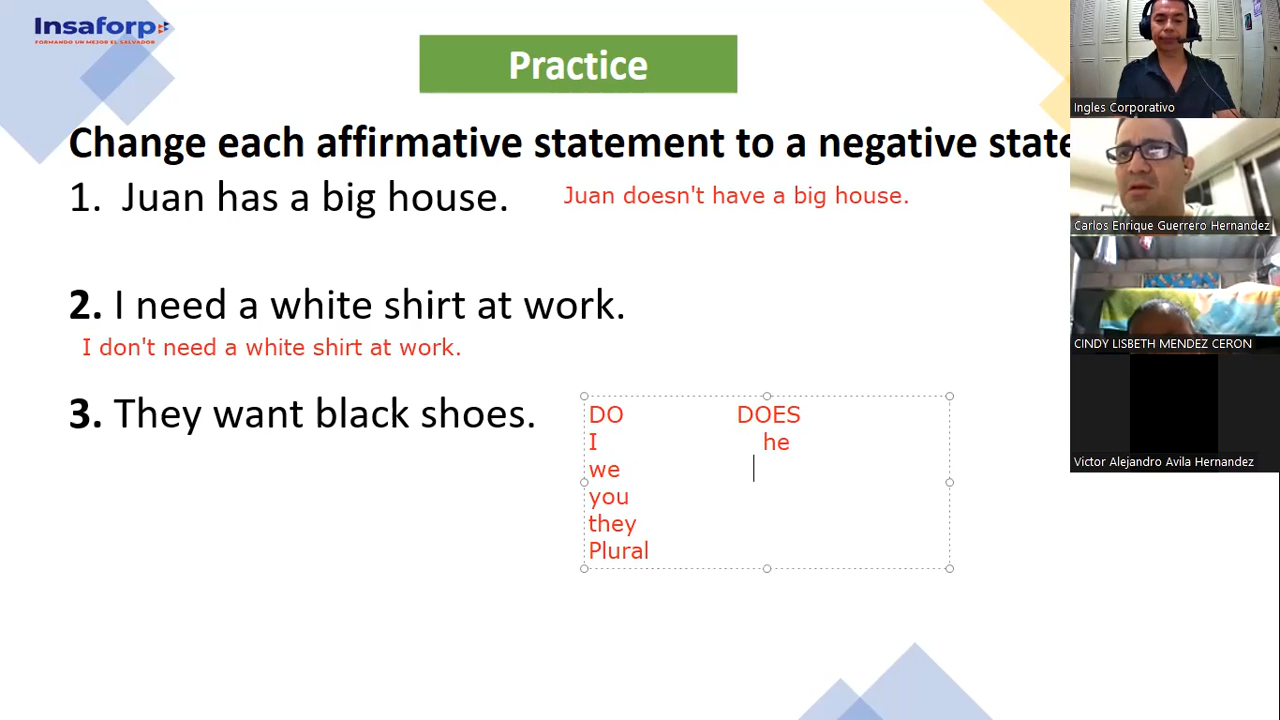 Insaforp
FORMANDO UN MEJOR EL SALVADOR
Practice
Change each affirmative statement to a negative state
1. Juan has a big house. Juan doesn't have a big house.
2. I need a white shirt at work.
I don't need a white shirt at work.
3. They want black shoes.
DO DOES
I he
we
you
they
Plural
Ingles Corporativo
Carlos Enrique Guerrero Hernandez
CINDY LISBETH MENDEZ CERON
Victor Alejandro Avila Hernandez